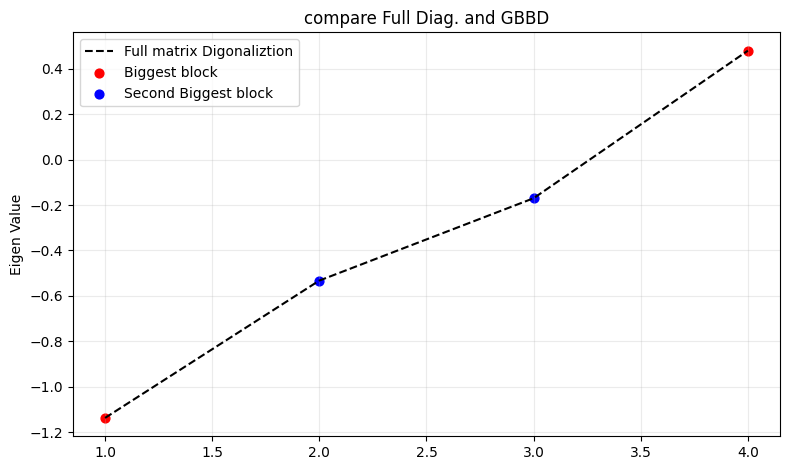 compare Full Diag. and GBBD
Full matrix Digonaliztion
Biggest block
Second Biggest block
Eigen Value
0.4
0.2
0.0
−0.2
−0.4
−0.6
−0.8
−1.0
−1.2
1.0 1.5 2.0 2.5 3.0 3.5 4.0